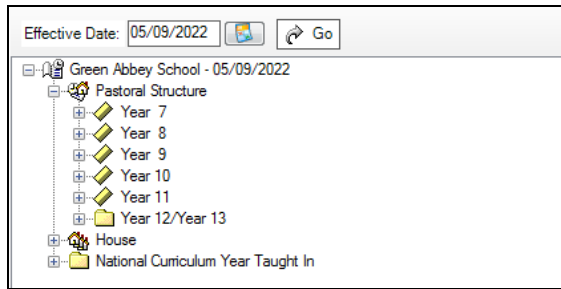 Effective Date: 05/09/2022 Go
Green Abbey School - 05/09/2022
Pastoral Structure
Year 7
Year 8
Year 9
Year 10
Year 11
Year 12/Year 13
House
National Curriculum Year Taught In